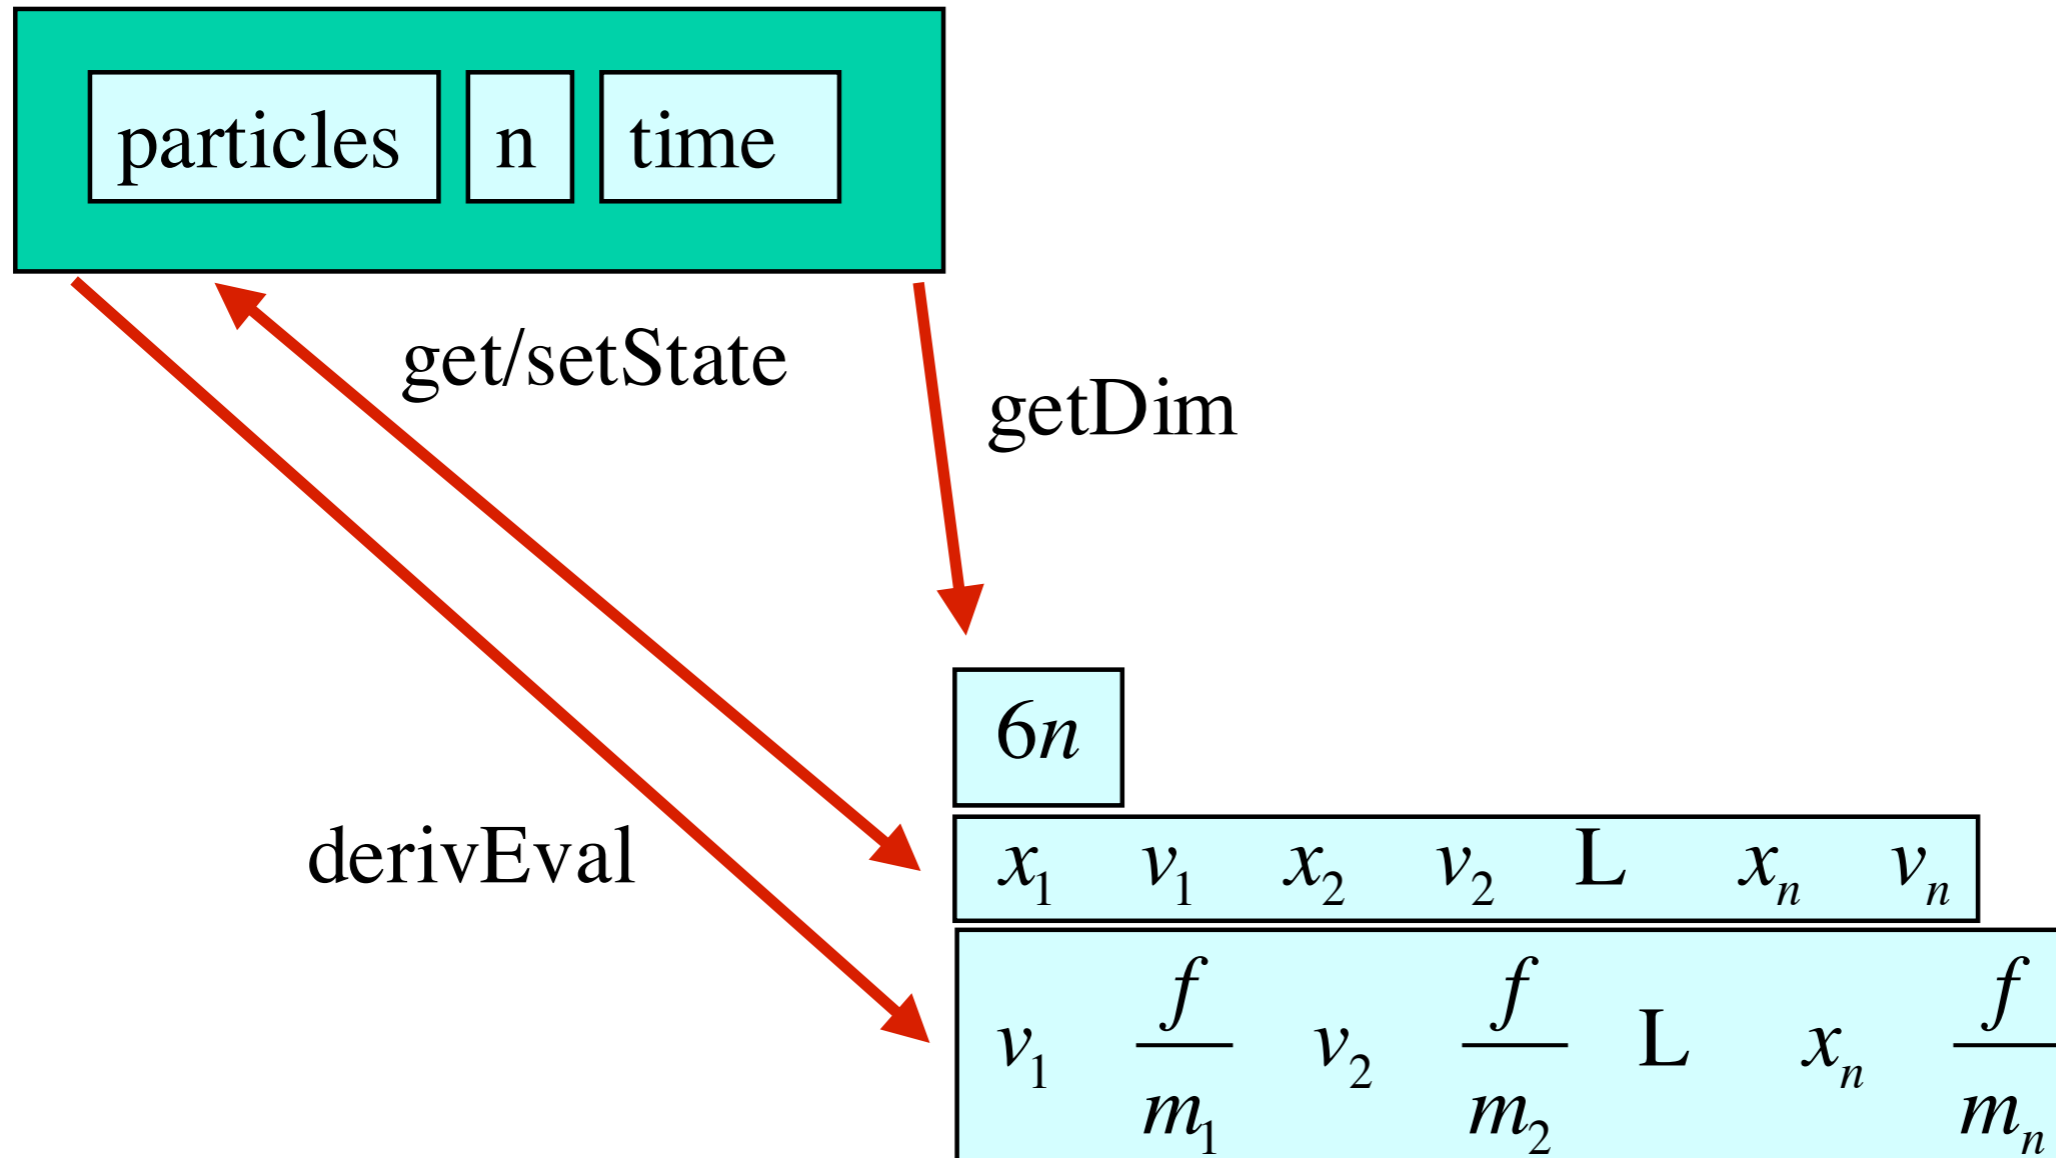 particles n time
get/setState
getDim
6n
derivEval
x₁ v₁ x₂ v₂ L xₙ vₙ
v₁ f/m₁ v₂ f/m₂ L xₙ f/mₙ